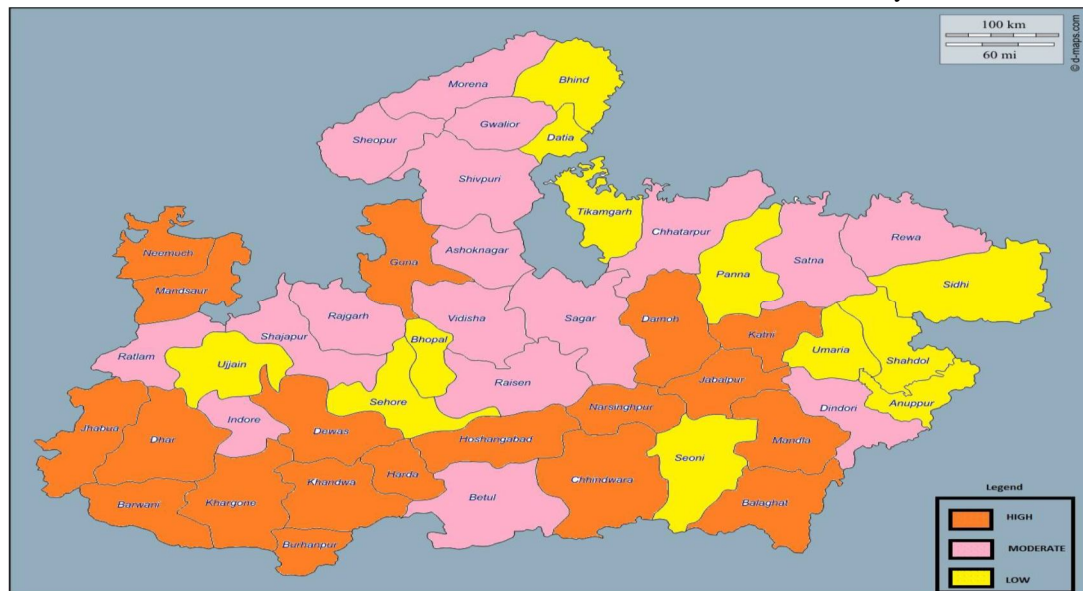 100 km
60 mi
© d-maps.com
Morena
Bhind
Gwalior
Sheopur
Datia
Shivpuri
Tikamgarh
Chhatarpur
Rewa
Ashoknagar
Neemuch
Guna
Satna
Panna
Sidhi
Mandsaur
Rajgarh
Vidisha
Sagar
Damoh
Shajapur
Katni
Bhopal
Umaria
Ratlam
Shahdol
Ujjain
Raisen
Jabalpur
Sehore
Anuppur
Narsinghpur
Dindori
Indore
Jhabua
Dewas
Dhar
Hoshangabad
Mandla
Seoni
Harda
Chhindwara
Khandwa
Betul
Barwani
Khargone
Balaghat
Burhanpur
Legend
HIGH
MODERATE
LOW